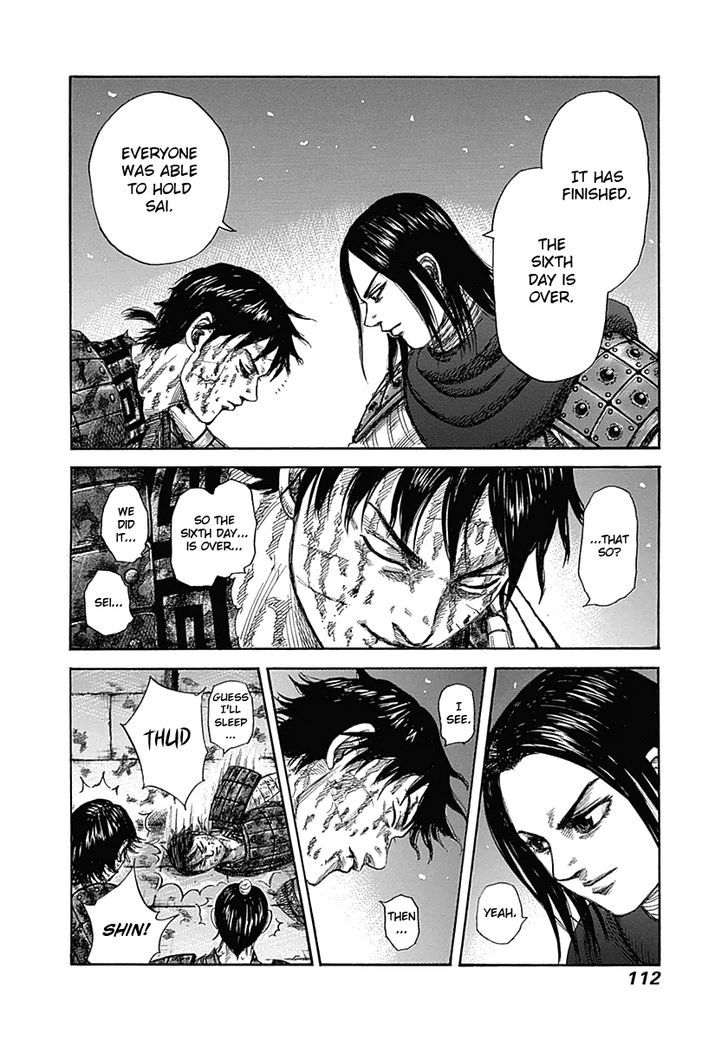 IT HAS
FINISHED.
THE
SIXTH
DAY IS
OVER.
EVERYONE
WAS ABLE
TO HOLD
SAI.
...THAT
SO?
SO THE
SIXTH DAY...
...IS OVER...
WE
DID
IT...
SEI...
YEAH.
I
SEE.
THEN
...
GUESS
I'LL
SLEEP
...
THUD
SHIN!
112